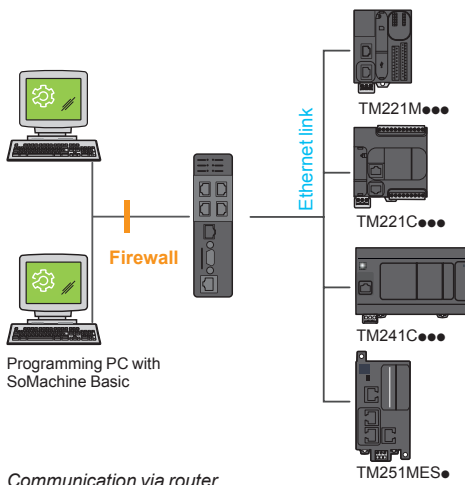 TM221M●●●
Ethernet link
TM221C●●●
Firewall
TM241C●●●
Programming PC with
SoMachine Basic
TM251MES●
Communication via router